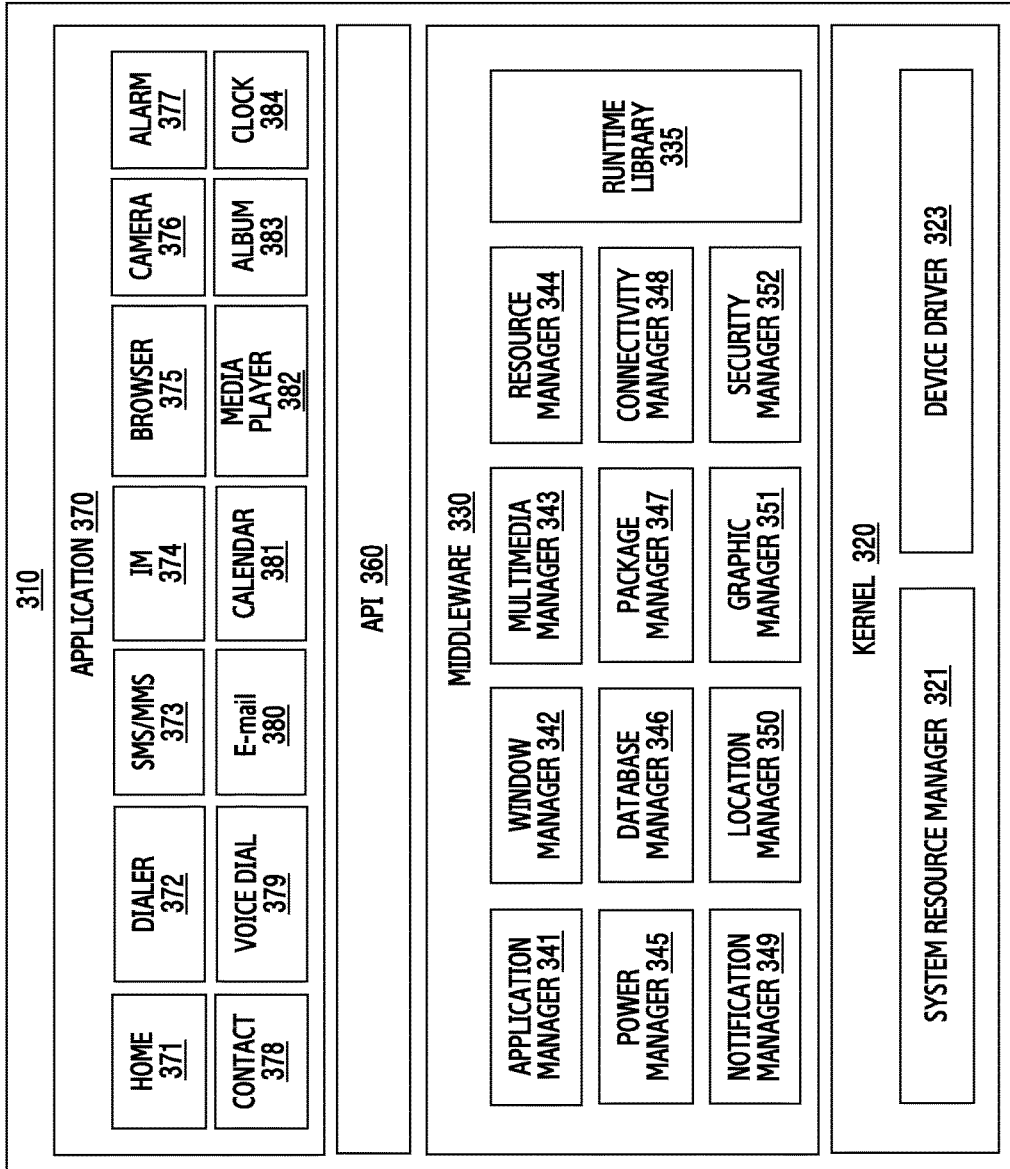 310
APPLICATION 370
HOME
371
DIALER
372
SMS/MMS
373
IM
374
BROWSER
375
CAMERA
376
ALARM
377
CONTACT
378
VOICE DIAL
379
E-mail
380
CALENDAR
381
MEDIA
PLAYER
382
ALBUM
383
CLOCK
384
API 360
MIDDLEWARE 330
APPLICATION
MANAGER 341
WINDOW
MANAGER 342
MULTIMEDIA
MANAGER 343
RESOURCE
MANAGER 344
POWER
MANAGER 345
DATABASE
MANAGER 346
PACKAGE
MANAGER 347
CONNECTIVITY
MANAGER 348
NOTIFICATION
MANAGER 349
LOCATION
MANAGER 350
GRAPHIC
MANAGER 351
SECURITY
MANAGER 352
RUNTIME
LIBRARY
335
KERNEL 320
SYSTEM RESOURCE MANAGER 321
DEVICE DRIVER 323